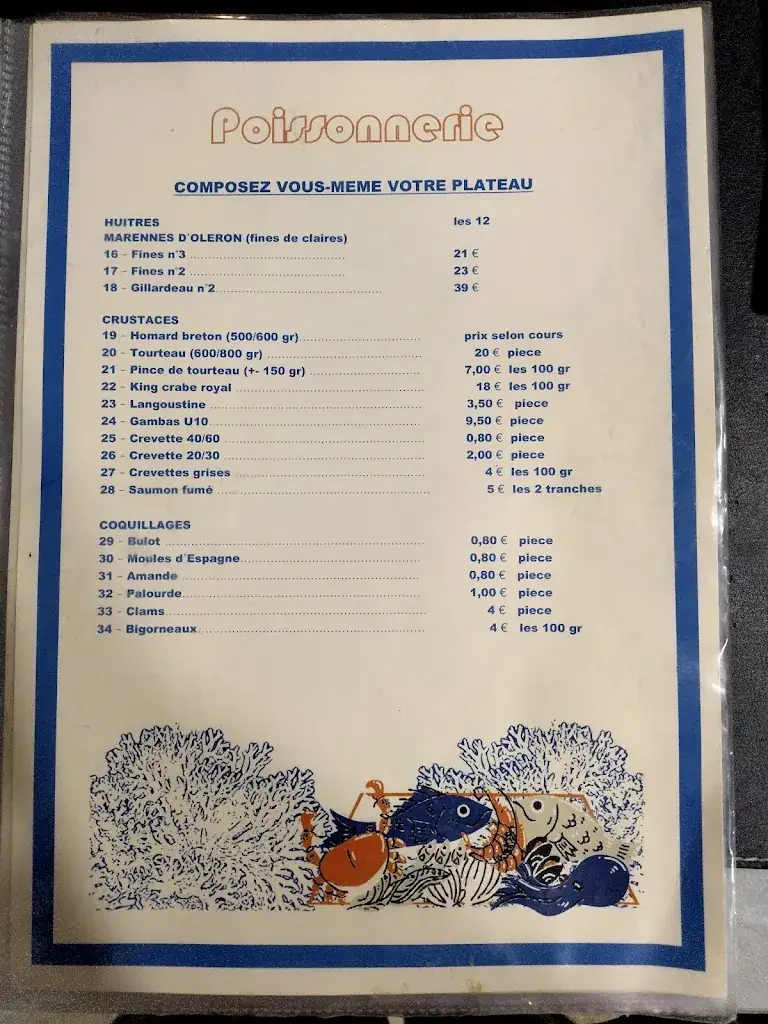 Poissonnerie
COMPOSEZ VOUS-MEME VOTRE PLATEAU
HUITRES les 12
MARENNES D'OLERON (fines de claires)
16 - Fines n°3 ........................................ 21 €
17 - Fines n°2 ........................................ 23 €
18 - Gillardeau n°2........................................ 39 €
CRUSTACES
19 - Homard breton (500/600 gr)........................................ prix selon cours
20 - Tourteau (600/800 gr) ........................................ 20 € piece
21 - Pince de tourteau (+- 150 gr) ........................................ 7,00 € les 100 gr
22 - King crabe royal ........................................ 18 € les 100 gr
23 - Langoustine ........................................ 3,50 € piece
24 - Gambas U10........................................ 9,50 € piece
25 - Crevette 40/60 ........................................ 0,80 € piece
26 - Crevette 20/30 ........................................ 2,00 € piece
27 - Crevettes grises ........................................ 4 € les 100 gr
28 - Saumon fumé ........................................ 5 € les 2 tranches
COQUILLAGES
29 - Bulot ........................................ 0,80 € piece
30 - Moules d'Espagne........................................ 0,80 € piece
31 - Amande ........................................ 0,80 € piece
32 - Palourde........................................ 1,00 € piece
33 - Clams........................................ 4 € piece
34 - Bigorneaux........................................ 4 € les 100 gr